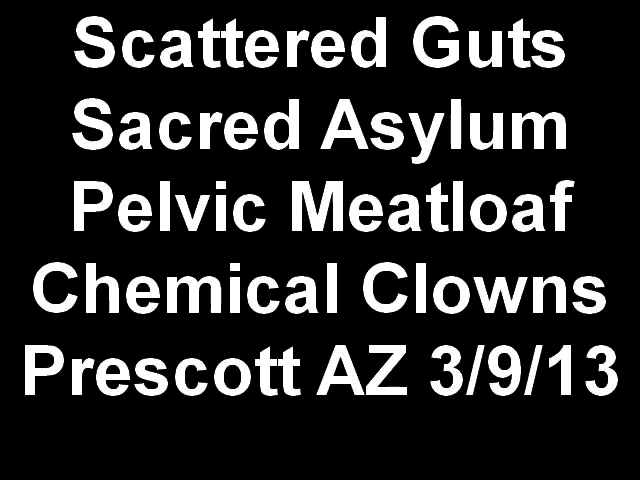 Scattered Guts
Sacred Asylum
Pelvic Meatloaf
Chemical Clowns
Prescott AZ 3/9/13